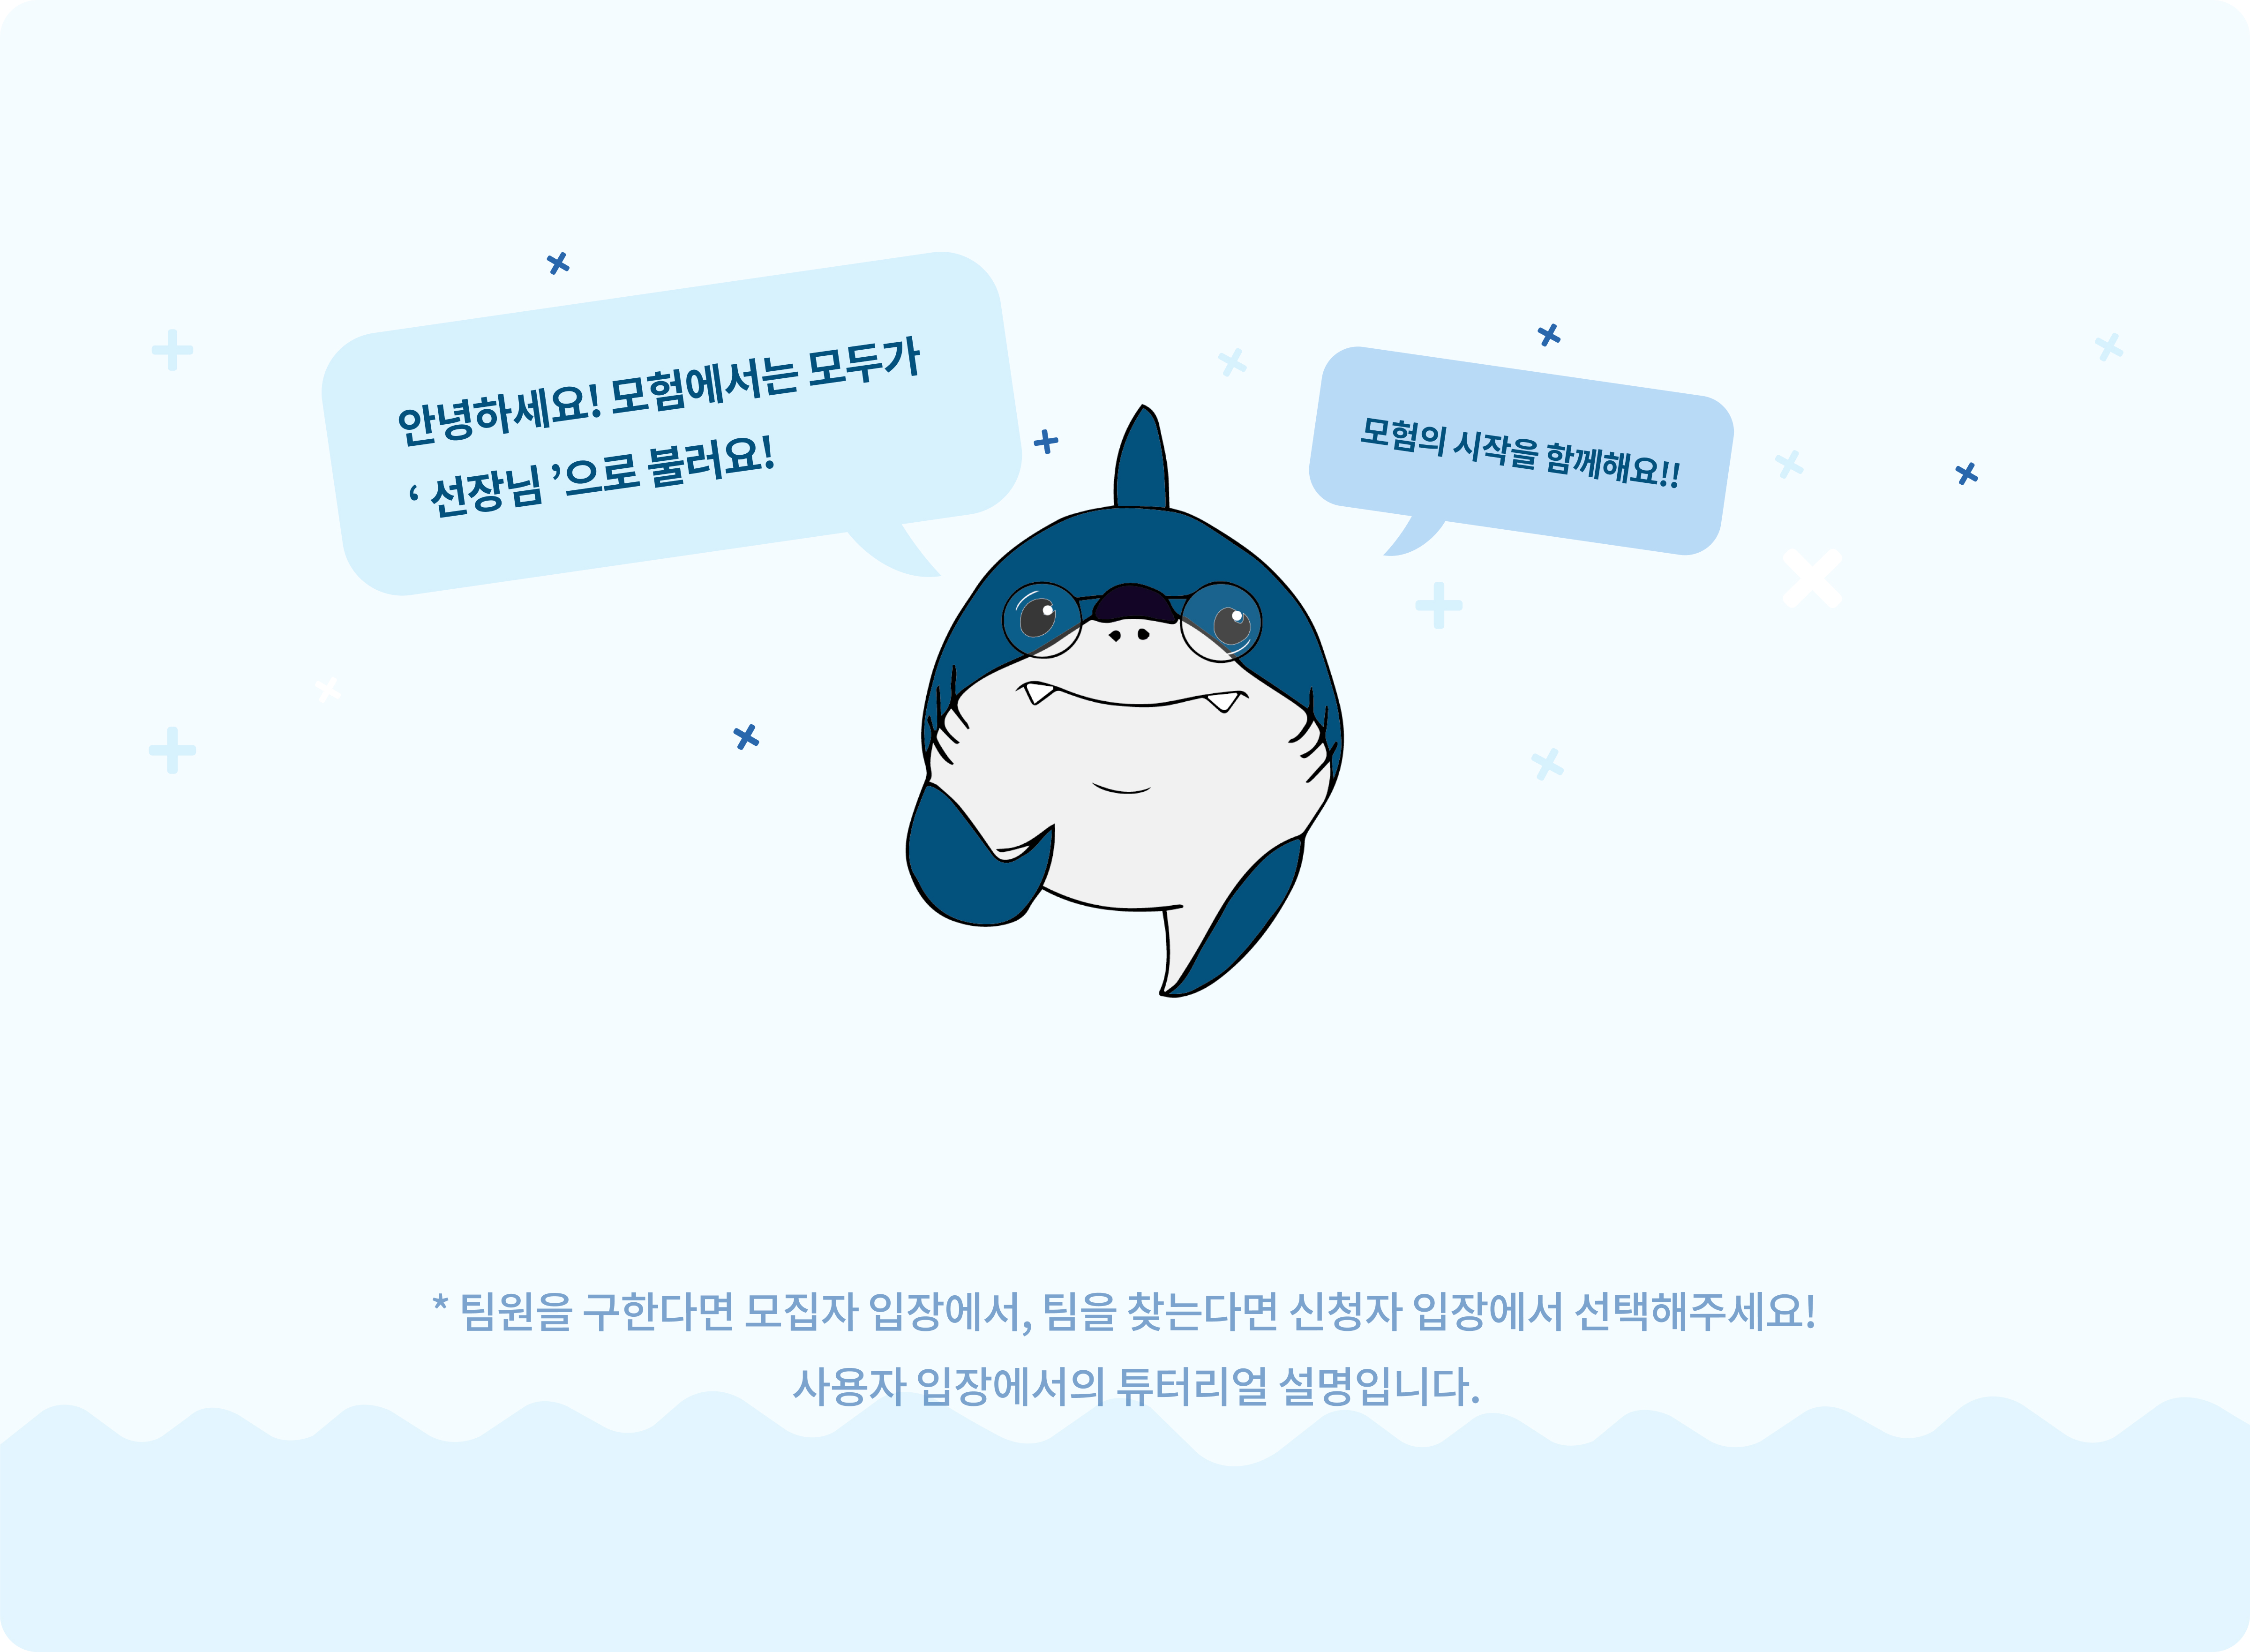 안녕하세요! 모험에서는 모두가
‘ 선장님 ’으로 불러요!
모험의 시작을 함께해요!!
* 팀원을 구한다면 모집자 입장에서, 팀을 찾는다면 신청자 입장에서 선택해주세요!
사용자 입장에서의 튜터리얼 설명입니다.